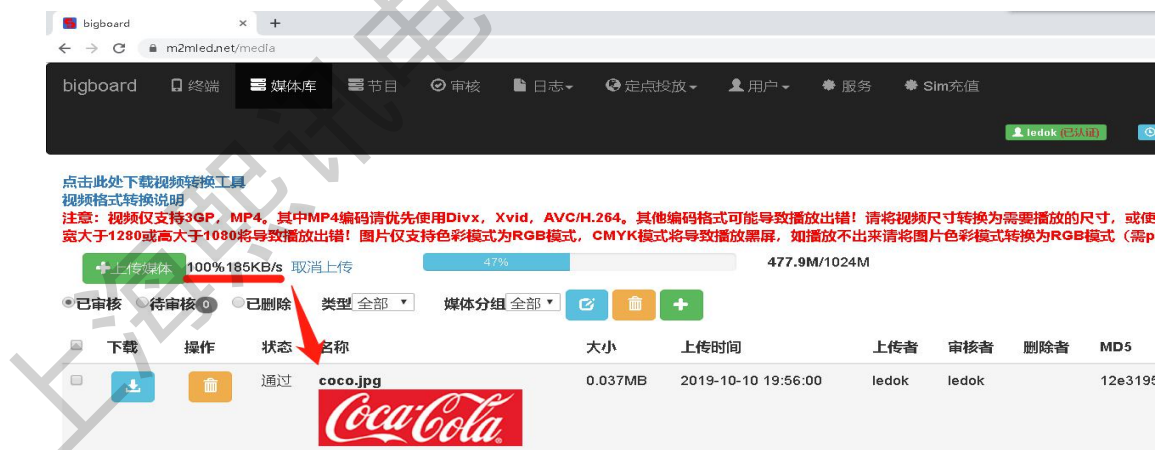 bigboard
m2mled.net/media
bigboard 终端 媒体库 节目 审核 日志 定点投放 用户 服务 Sim充值
ledok (已认证)
点击此处下载视频转换工具
视频格式转换说明
注意：视频仅支持3GP，MP4。其中MP4编码请优先使用Divx，Xvid，AVC/H.264。其他编码格式可能导致播放出错！请将视频尺寸转换为需要播放的尺寸，或使
宽大于1280或高大于1080将导致播放出错！图片仅支持色彩模式为RGB模式，CMYK模式将导致播放黑屏，如播放不出来请将图片色彩模式转换为RGB模式（需p
+上传媒体 100% 185KB/s 取消上传 47% 477.9M/1024M
已审核 待审核 0 已删除 类型 全部 媒体分组 全部
下载 操作 状态 名称 大小 上传时间 上传者 审核者 删除者 MD5
通过 coco.jpg 0.037MB 2019-10-10 19:56:00 ledok ledok 12e3195
Coca-Cola
上海熙讯电